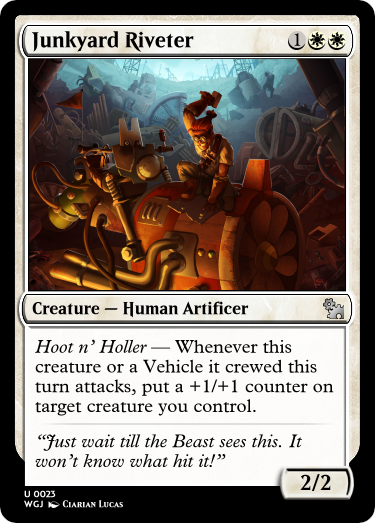 Junkyard Riveter 1
Creature — Human Artificer
Hoot n’ Holler — Whenever this
creature or a Vehicle it crewed this
turn attacks, put a +1/+1 counter on
target creature you control.
“Just wait till the Beast sees this. It
won’t know what hit it!”
2/2
U 0023
WGJ Ciarian Lucas